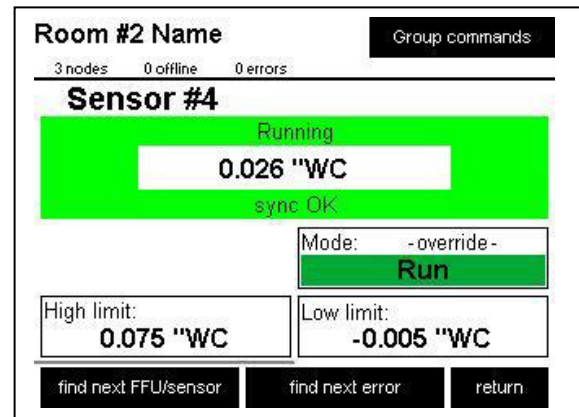 Room #2 Name
Group commands
3 nodes 0 offline 0 errors
Sensor #4
Running
0.026 "WC
sync OK
Mode: -override-
Run
High limit:
0.075 "WC
Low limit:
-0.005 "WC
find next FFU/sensor
find next error
return